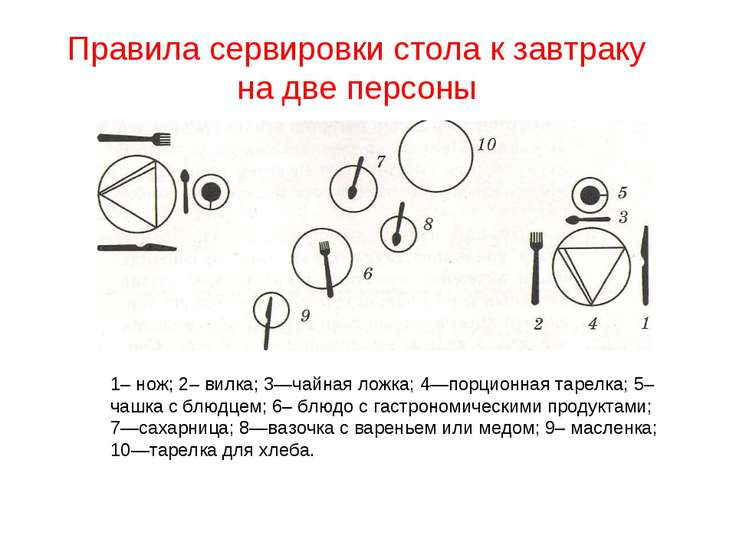 Правила сервировки стола к завтраку
на две персоны
10
7
5
8
3
6
9
2 4 1
1– нож; 2– вилка; 3—чайная ложка; 4—порционная тарелка; 5–
чашка с блюдцем; 6– блюдо с гастрономическими продуктами;
7—сахарница; 8—вазочка с вареньем или медом; 9– масленка;
10—тарелка для хлеба.